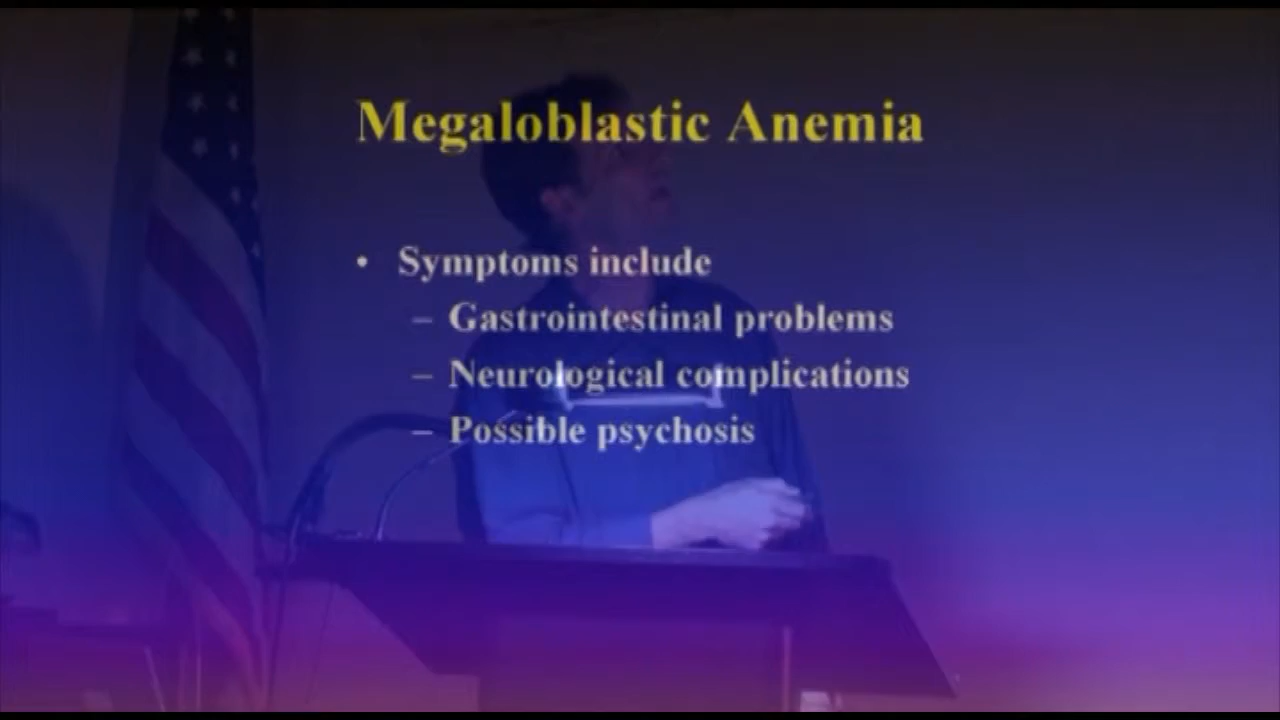 Megaloblastic Anemia
• Symptoms include
– Gastrointestinal problems
– Neurological complications
– Possible psychosis